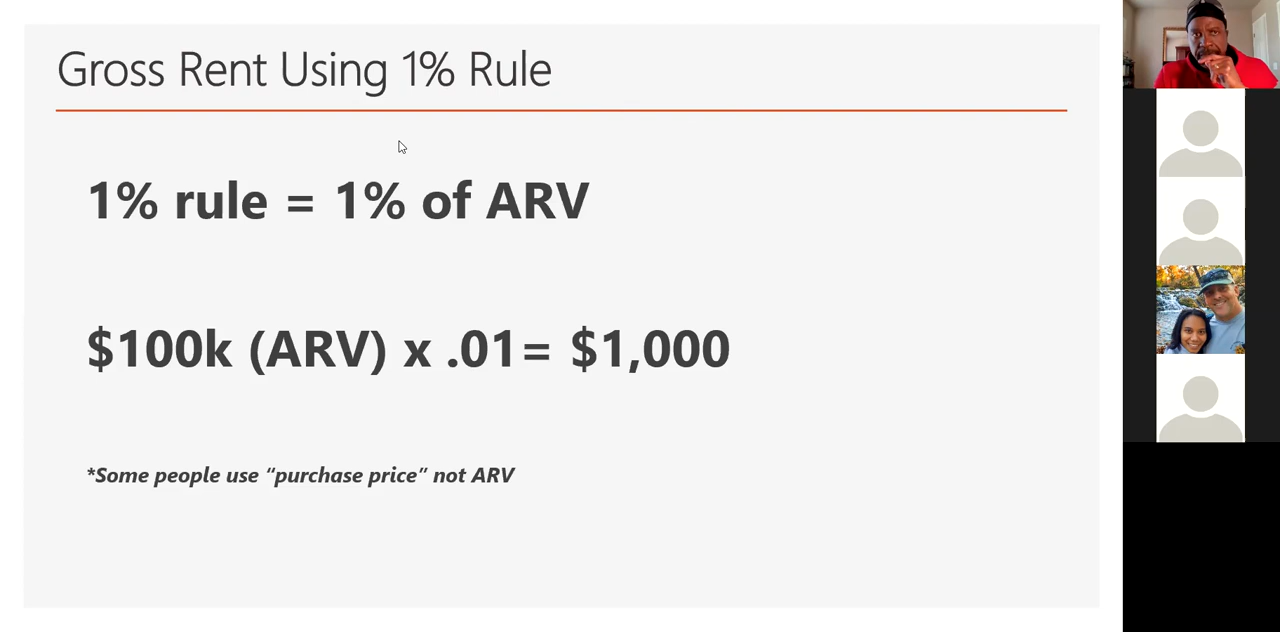 Gross Rent Using 1% Rule
1% rule = 1% of ARV
$100k (ARV) x .01= $1,000
*Some people use “purchase price” not ARV